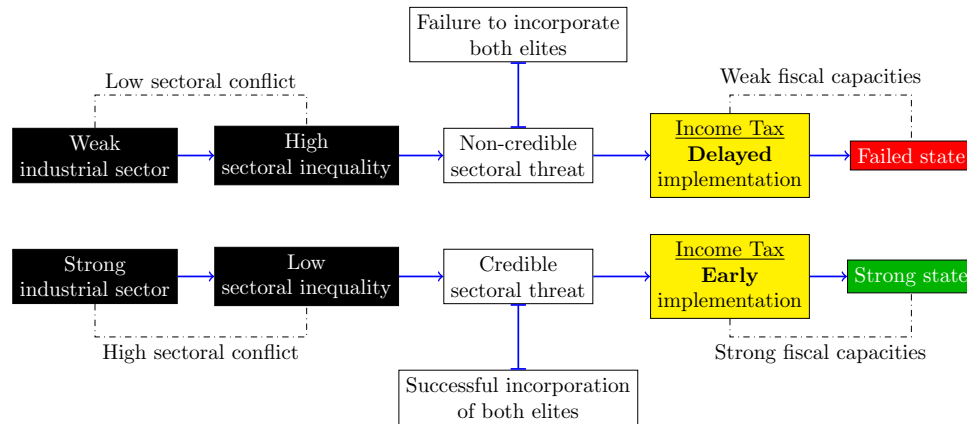 Failure to incorporate
both elites
Low sectoral conflict
Weak fiscal capacities
Weak
industrial sector
High
sectoral inequality
Non-credible
sectoral threat
Income Tax
Delayed
implementation
Failed state
Strong
industrial sector
Low
sectoral inequality
Credible
sectoral threat
Income Tax
Early
implementation
Strong state
High sectoral conflict
Strong fiscal capacities
Successful incorporation
of both elites